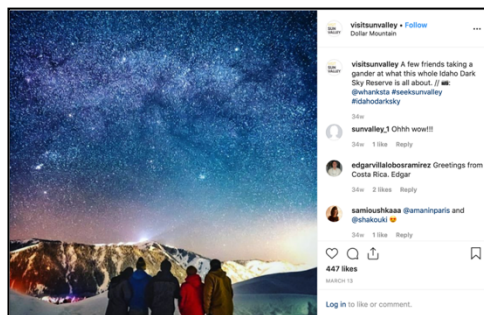 visitsunvalley • Follow
Dollar Mountain
SUN
VALLEY
visitsunvalley A few friends taking a
gander at what this whole Idaho Dark
Sky Reserve is all about. // 📷:
@whanksta #seeksunvalley
#idahodarksky
34w
sunvalley_1 Ohhh wow!!!
34w 1 like Reply
edgarvillalobosramirez Greetings from
Costa Rica. Edgar
34w 2 likes Reply
samioushkaaa @amaninparis and
@shakouki 😍
34w 1 like Reply
447 likes
MARCH 13
Log in to like or comment.